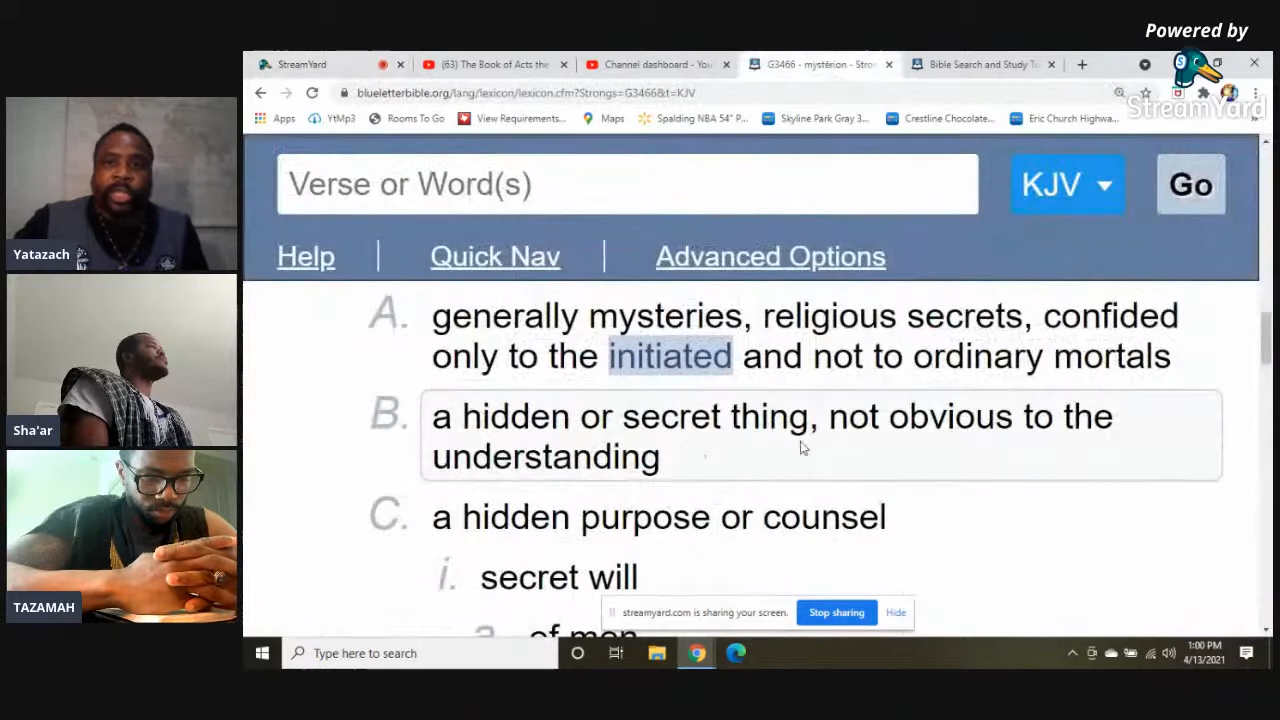 Powered by
StreamYard
StreamYard
(63) The Book of Acts the
Channel dashboard - You
G3466 - mystērion - Stron
Bible Search and Study To
blueletterbible.org/lang/lexicon/lexicon.cfm?Strongs=G3466&t=KJV
Apps
YtMp3
Rooms To Go
View Requirements...
Maps
Spalding NBA 54" P...
Skyline Park Gray 3...
Crestline Chocolate...
Eric Church Highwa...
Verse or Word(s)
KJV
Go
Help
Quick Nav
Advanced Options
A. generally mysteries, religious secrets, confided
only to the initiated and not to ordinary mortals
B. a hidden or secret thing, not obvious to the
understanding
C. a hidden purpose or counsel
i. secret will
a. of men
streamyard.com is sharing your screen.
Stop sharing
Hide
Type here to search
1:00 PM
4/13/2021
Yatazach
Sha'ar
TAZAMAH